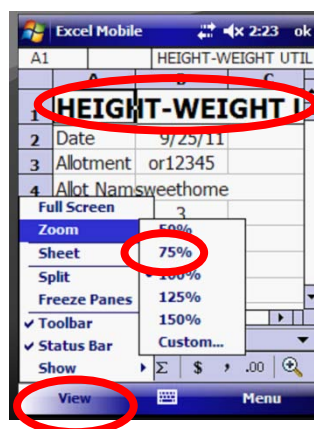 Excel Mobile 2:23 ok
A1 HEIGHT-WEIGHT UTIL
A B C
1 HEIGHT-WEIGHT U
2 Date 9/25/11
3 Allotment or12345
4 Allot Nam sweethome
3
Full Screen
Zoom
Sheet
Split
Freeze Panes
✓ Toolbar
✓ Status Bar
Show
50%
75%
100%
125%
150%
Custom...
Σ $ , .00
View Menu